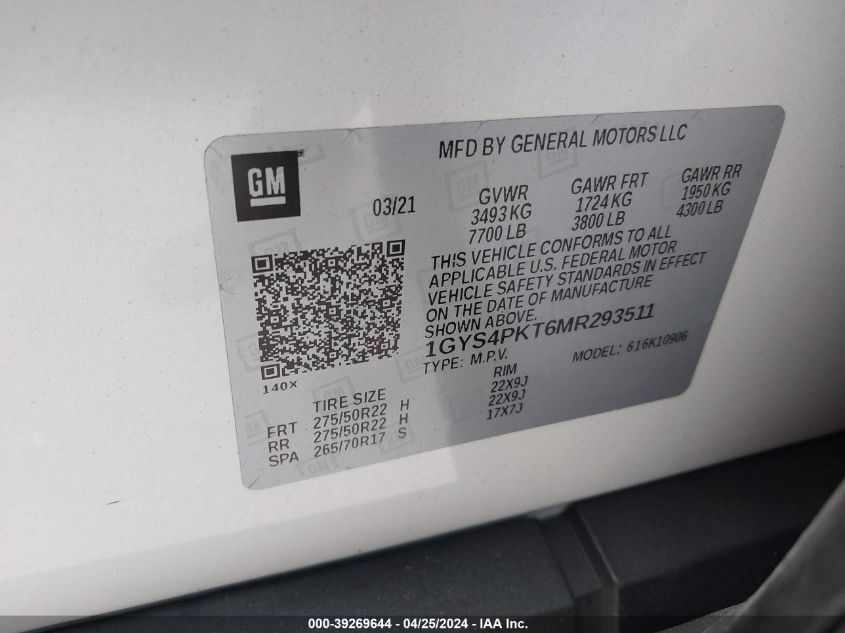 MFD BY GENERAL MOTORS LLC
GM
03/21
GVWR GAWR FRT GAWR RR
3493 KG 1724 KG 1950 KG
7700 LB 3800 LB 4300 LB
THIS VEHICLE CONFORMS TO ALL
APPLICABLE U.S. FEDERAL MOTOR
VEHICLE SAFETY STANDARDS IN EFFECT
ON THE DATE OF MANUFACTURE
SHOWN ABOVE.
1GYS4PKT6MR293511
TYPE: M.P.V. MODEL: 616K10906
140X
TIRE SIZE RIM
FRT 275/50R22 H 22X9J
RR 275/50R22 H 22X9J
SPA 265/70R17 S 17X7J
000-39269644 / 04/25/2024 - IAA Inc.